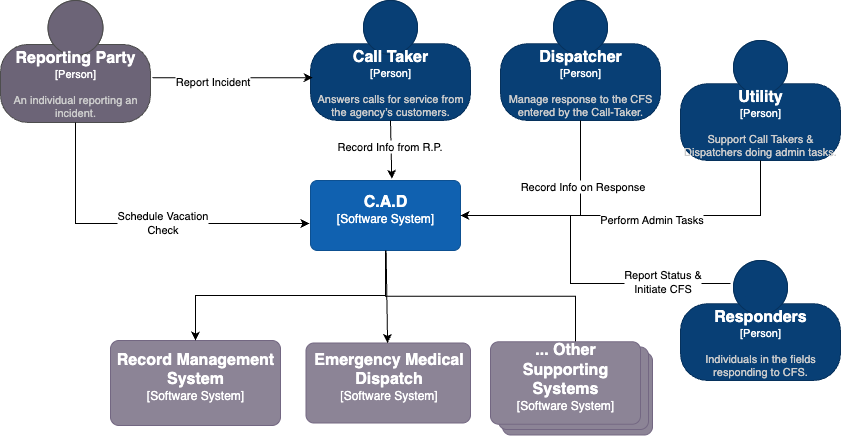 Reporting Party
[Person]
An individual reporting an
incident.
Report Incident
Call Taker
[Person]
Answers calls for service from
the agency's customers.
Dispatcher
[Person]
Manage response to the CFS
entered by the Call-Taker.
Utility
[Person]
Support Call Takers &
Dispatchers doing admin tasks.
Record Info from R.P.
Record Info on Response
Schedule Vacation
Check
C.A.D
[Software System]
Perform Admin Tasks
Report Status &
Initiate CFS
Responders
[Person]
Individuals in the fields
responding to CFS.
Record Management
System
[Software System]
Emergency Medical
Dispatch
[Software System]
... Other
Supporting
Systems
[Software System]